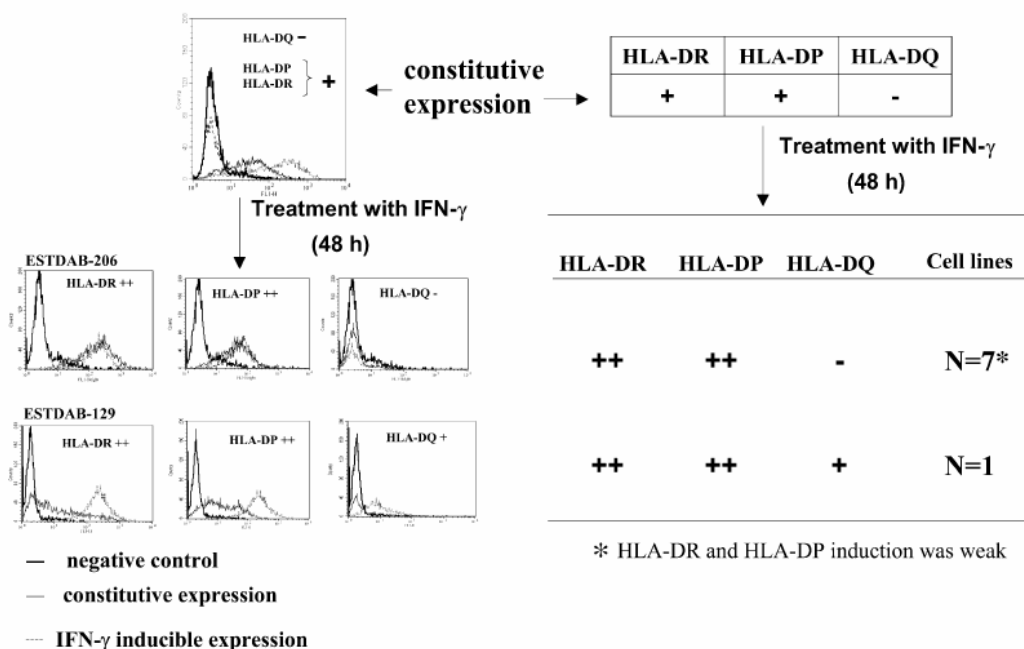 HLA-DQ −
HLA-DP
HLA-DR
+
constitutive
expression
HLA-DR HLA-DP HLA-DQ
+ + -
Treatment with IFN-γ
(48 h)
Treatment with IFN-γ
(48 h)
ESTDAB-206
HLA-DR ++
HLA-DP ++
HLA-DQ -
ESTDAB-129
HLA-DR ++
HLA-DP ++
HLA-DQ +
— negative control
— constitutive expression
---- IFN-γ inducible expression
HLA-DR HLA-DP HLA-DQ Cell lines
++ ++ - N=7*
++ ++ + N=1
* HLA-DR and HLA-DP induction was weak